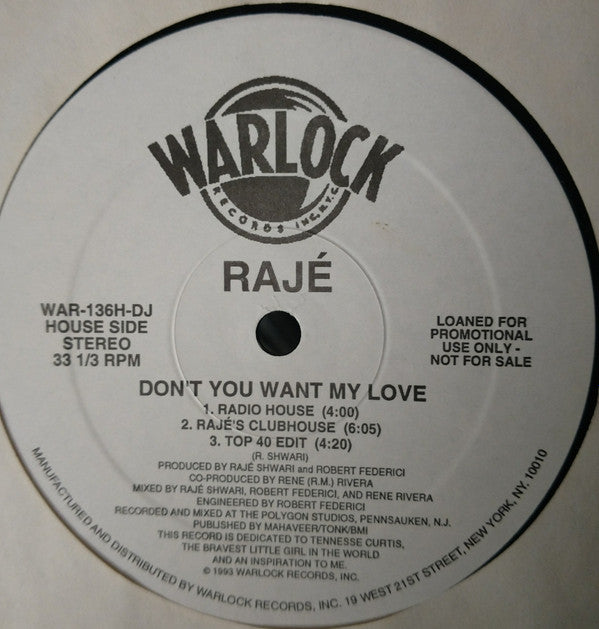 WARLOCK
RECORDS INC. N.Y.C.
RAJÉ
WAR-136H-DJ
HOUSE SIDE
STEREO
33 1/3 RPM
LOANED FOR
PROMOTIONAL
USE ONLY -
NOT FOR SALE
DON'T YOU WANT MY LOVE
1. RADIO HOUSE (4:00)
2. RAJÉ'S CLUBHOUSE (6:05)
3. TOP 40 EDIT (4:20)
(R. SHWARI)
PRODUCED BY RAJÉ SHWARI AND ROBERT FEDERICI
CO-PRODUCED BY RENE (R.M.) RIVERA
MIXED BY RAJÉ SHWARI, ROBERT FEDERICI, AND RENE RIVERA
ENGINEERED BY ROBERT FEDERICI
RECORDED AND MIXED AT THE POLYGON STUDIOS, PENNSAUKEN, N.J.
PUBLISHED BY MAHAVEER/TONK/BMI
THIS RECORD IS DEDICATED TO TENNESSE CURTIS,
THE BRAVEST LITTLE GIRL IN THE WORLD
AND AN INSPIRATION TO ME.
© 1993 WARLOCK RECORDS, INC.
MANUFACTURED AND DISTRIBUTED BY WARLOCK RECORDS, INC. 19 WEST 21ST STREET, NEW YORK, NY. 10010